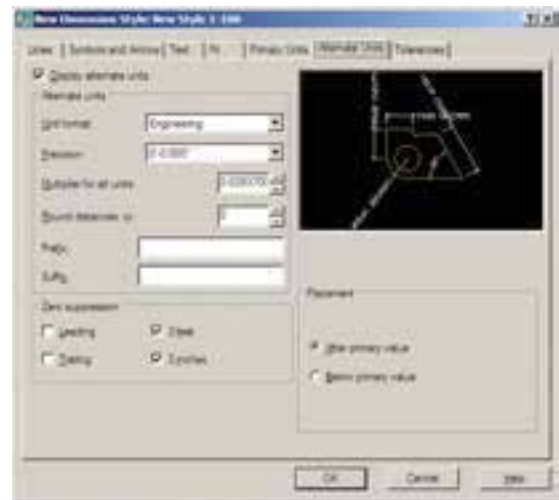 New Dimension Style: New Style 1-100
Lines Symbols and Arrows Text Fit Primary Units Alternate Units Tolerances
Display alternate units
Alternate units
Unit format: Engineering
Precision
Multiplier for alt units
Round distances to
Prefix:
Suffix:
Zero suppression
Leading 0 feet
Trailing 0 inches
Placement
After primary value
Below primary value
OK Cancel Help